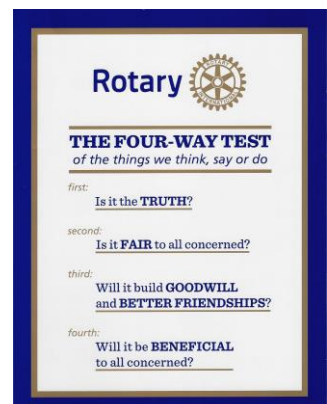 Rotary
ROTARY
INTERNATIONAL
THE FOUR-WAY TEST
of the things we think, say or do
first:
Is it the TRUTH?
second:
Is it FAIR to all concerned?
third:
Will it build GOODWILL
and BETTER FRIENDSHIPS?
fourth:
Will it be BENEFICIAL
to all concerned?